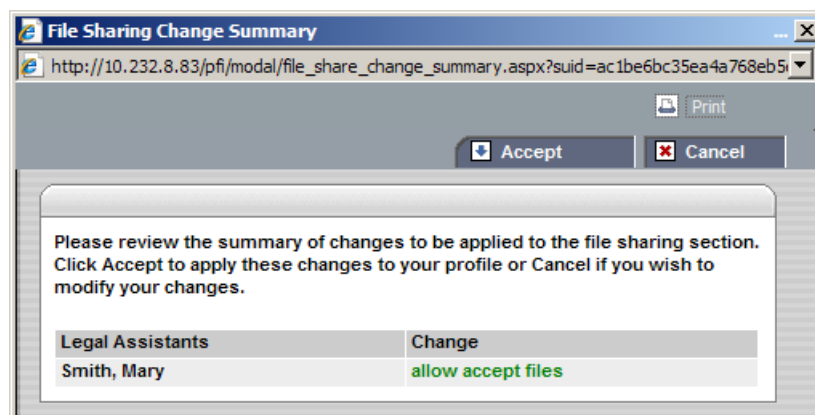 File Sharing Change Summary
http://10.232.8.83/pfi/modal/file_share_change_summary.aspx?suid=ac1be6bc35ea4a768eb5
Print
Accept Cancel
Please review the summary of changes to be applied to the file sharing section.
Click Accept to apply these changes to your profile or Cancel if you wish to
modify your changes.
Legal Assistants Change
Smith, Mary allow accept files